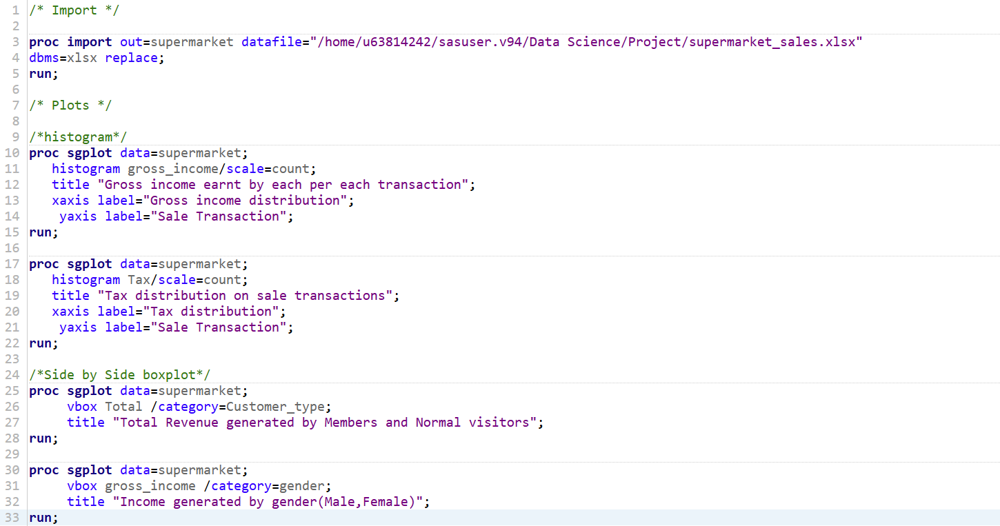 1 /* Import */
2
3 proc import out=supermarket datafile="/home/u63814242/sasuser.v94/Data Science/Project/supermarket_sales.xlsx"
4 dbms=xlsx replace;
5 run;
6
7 /* Plots */
8
9 /*histogram*/
10 proc sgplot data=supermarket;
11    histogram gross_income/scale=count;
12    title "Gross income earnt by each per each transaction";
13    xaxis label="Gross income distribution";
14     yaxis label="Sale Transaction";
15 run;
16
17 proc sgplot data=supermarket;
18    histogram Tax/scale=count;
19    title "Tax distribution on sale transactions";
20    xaxis label="Tax distribution";
21     yaxis label="Sale Transaction";
22 run;
23
24 /*Side by Side boxplot*/
25 proc sgplot data=supermarket;
26      vbox Total /category=Customer_type;
27      title "Total Revenue generated by Members and Normal visitors";
28 run;
29
30 proc sgplot data=supermarket;
31      vbox gross_income /category=gender;
32      title "Income generated by gender(Male,Female)";
33 run;